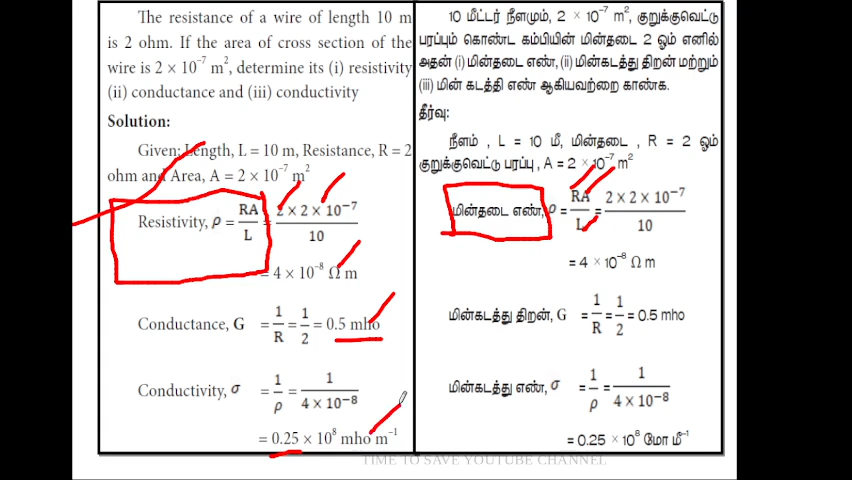 The resistance of a wire of length 10 m
is 2 ohm. If the area of cross section of the
wire is 2 × 10⁻⁷ m², determine its (i) resistivity
(ii) conductance and (iii) conductivity
Solution:
Given: Length, L = 10 m, Resistance, R = 2
ohm and Area, A = 2 × 10⁻⁷ m²
Resistivity, ρ = RA/L = 2 × 2 × 10⁻⁷/10
= 4 × 10⁻⁸ Ω m
Conductance, G = 1/R = 1/2 = 0.5 mho
Conductivity, σ = 1/ρ = 1/4 × 10⁻⁸
= 0.25 × 10⁸ mho m⁻¹
10 மீட்டர் நீளமும், 2 × 10⁻⁷ m², குறுக்குவெட்டு
பரப்பும் கொண்ட கம்பியின் மின்தடை 2 ஓம் எனில்
அதன் (i) மின்தடை எண், (ii) மின்கடத்து திறன் மற்றும்
(iii) மின் கடத்தி எண் ஆகியவற்றை காண்க.
தீர்வு:
நீளம் , L = 10 மீ, மின்தடை , R = 2 ஓம்
குறுக்குவெட்டு பரப்பு , A = 2 × 10⁻⁷ m²
மின்தடை எண், ρ = RA/L = 2 × 2 × 10⁻⁷/10
= 4 × 10⁻⁸ Ω m
மின்கடத்து திறன், G = 1/R = 1/2 = 0.5 mho
மின்கடத்து எண், σ = 1/ρ = 1/4 × 10⁻⁸
= 0.25 × 10⁸ மோ மீ⁻¹
TIME TO SAVE YOUTUBE CHANNEL